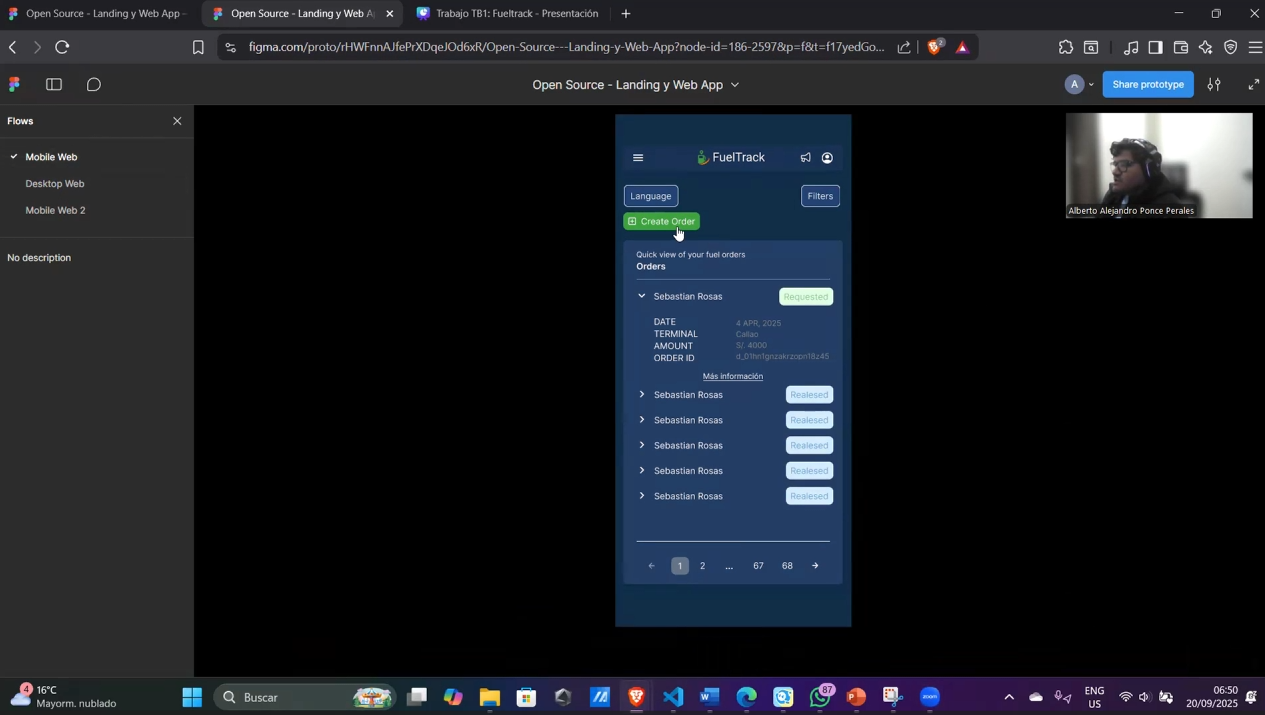 Open Source - Landing y Web App -
Open Source - Landing y Web A
Trabajo TB1: Fueltrack - Presentación
figma.com/proto/rHWFnnAJfePrXDqeJOd6xR/Open-Source---Landing-y-Web-App?node-id=186-2597&p=f&t=f17yedGo...
2
Open Source - Landing y Web App
A
Share prototype
Flows
Mobile Web
Desktop Web
Mobile Web 2
No description
FuelTrack
Language
Filters
Create Order
Quick view of your fuel orders
Orders
Sebastian Rosas
Requested
DATE 4 APR, 2025
TERMINAL Callao
AMOUNT S/. 4000
ORDER ID d_01hn1gnzakrzopn18z45
Más información
Sebastian Rosas Realesed
Sebastian Rosas Realesed
Sebastian Rosas Realesed
Sebastian Rosas Realesed
Sebastian Rosas Realesed
1 2 ... 67 68
Alberto Alejandro Ponce Perales
4
16°C
Mayorm. nublado
Buscar
87
zoom
ENG
US
06:50
20/09/2025